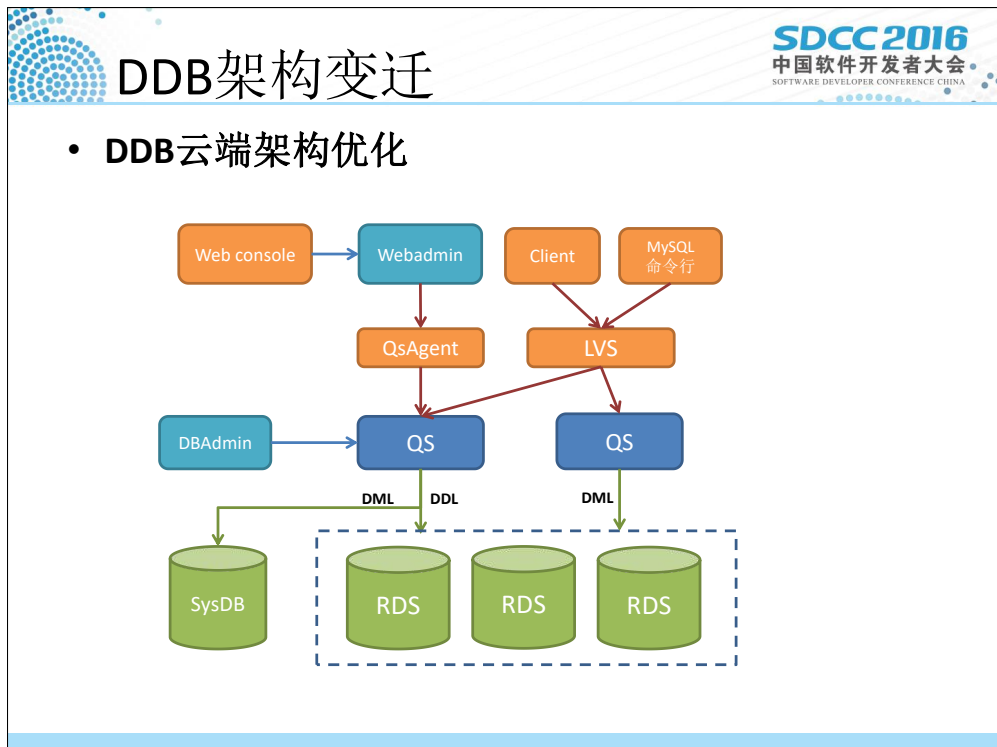 DDB架构变迁
SDCC 2016
中国软件开发者大会
SOFTWARE DEVELOPER CONFERENCE CHINA
• DDB云端架构优化
Web console
Webadmin
Client
MySQL
命令行
QsAgent
LVS
DBAdmin
QS
QS
DML
DDL
DML
SysDB
RDS
RDS
RDS